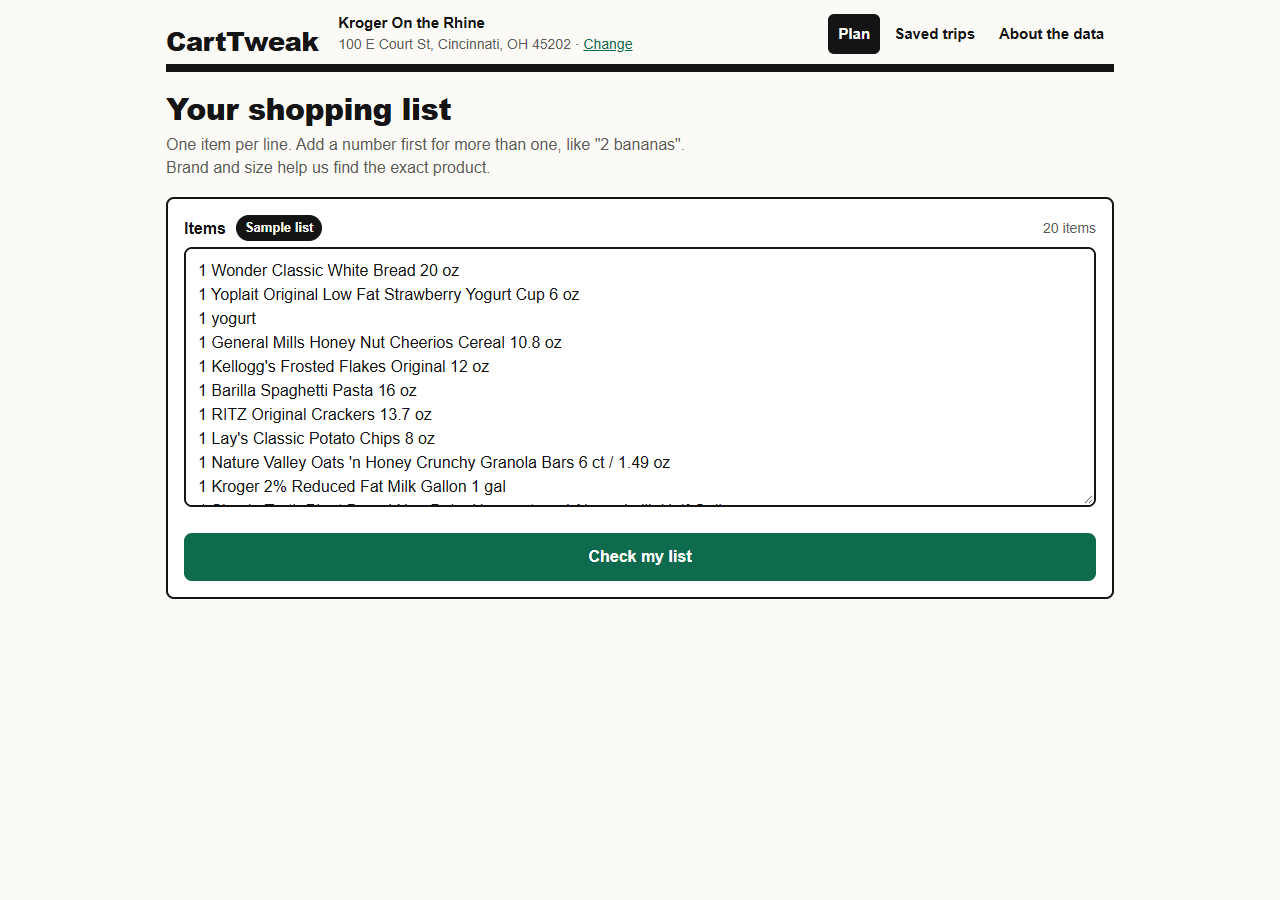 CartTweak
Kroger On the Rhine
100 E Court St, Cincinnati, OH 45202 · Change
Plan
Saved trips
About the data
Your shopping list
One item per line. Add a number first for more than one, like "2 bananas".
Brand and size help us find the exact product.
Items
Sample list
20 items
1 Wonder Classic White Bread 20 oz
1 Yoplait Original Low Fat Strawberry Yogurt Cup 6 oz
1 yogurt
1 General Mills Honey Nut Cheerios Cereal 10.8 oz
1 Kellogg's Frosted Flakes Original 12 oz
1 Barilla Spaghetti Pasta 16 oz
1 RITZ Original Crackers 13.7 oz
1 Lay's Classic Potato Chips 8 oz
1 Nature Valley Oats 'n Honey Crunchy Granola Bars 6 ct / 1.49 oz
1 Kroger 2% Reduced Fat Milk Gallon 1 gal
Check my list